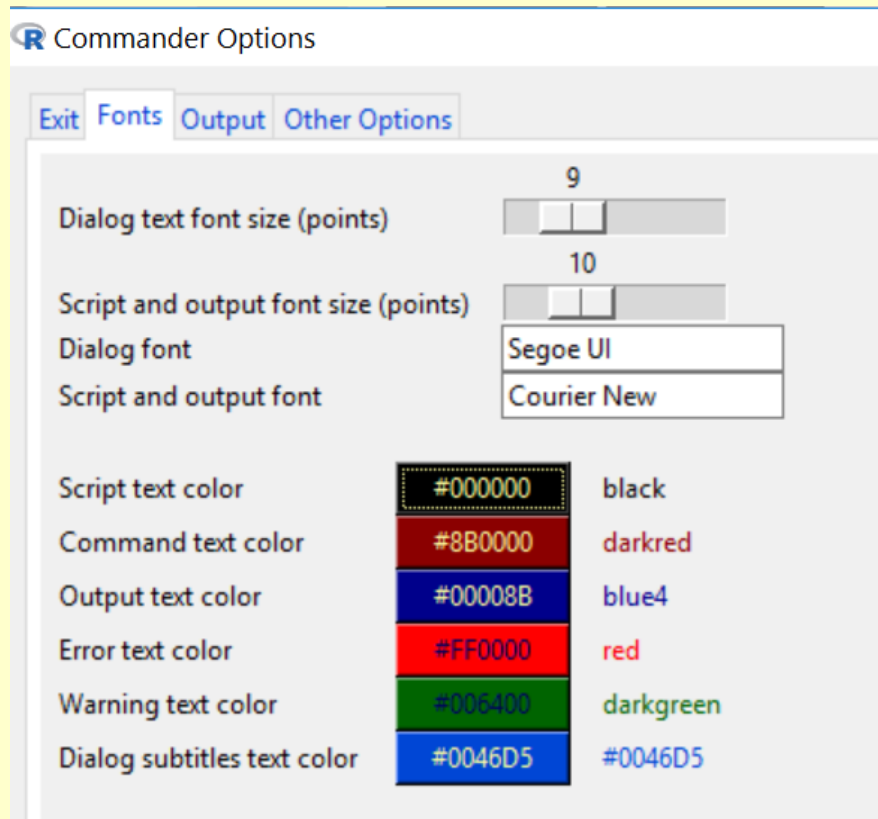 R Commander Options
Exit Fonts Output Other Options
9
Dialog text font size (points)
10
Script and output font size (points)
Dialog font Segoe UI
Script and output font Courier New
Script text color #000000 black
Command text color #8B0000 darkred
Output text color #00008B blue4
Error text color #FF0000 red
Warning text color #006400 darkgreen
Dialog subtitles text color #0046D5 #0046D5